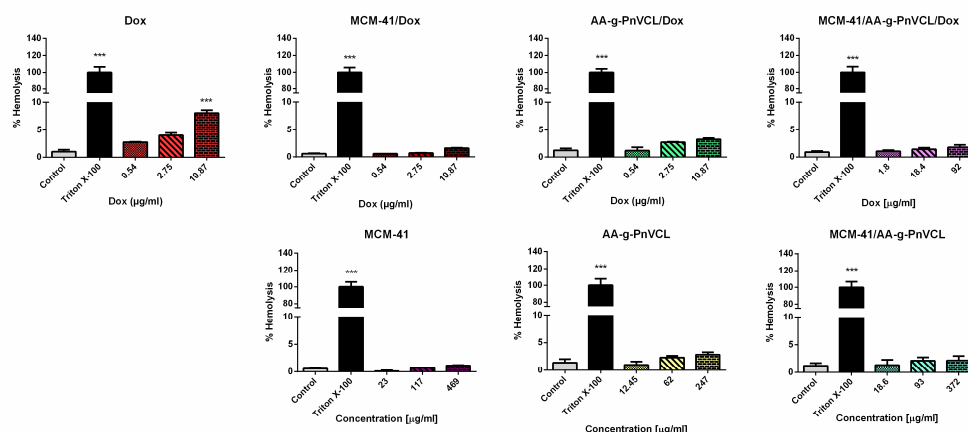 Dox
% Hemolysis
140
120
100
80
10
5
0
***
***
Control
Triton X-100
0.54
2.75
10.87
Dox (µg/ml)
MCM-41/Dox
% Hemolysis
140
120
100
80
10
5
0
***
Control
Triton X-100
0.54
2.75
10.87
Dox (µg/ml)
AA-g-PnVCL/Dox
% Hemolysis
140
120
100
80
10
5
0
***
Control
Triton X-100
0.54
2.75
10.87
Dox (µg/ml)
MCM-41/AA-g-PnVCL/Dox
% Hemolysis
140
120
100
80
10
5
0
***
Control
Triton X-100
1.8
18.4
92
Dox [µg/ml]
MCM-41
% Hemolysis
140
120
100
80
10
5
0
***
Control
Triton X-100
23
117
469
Concentration [µg/ml]
AA-g-PnVCL
% Hemolysis
140
120
100
80
10
5
0
***
Control
Triton X-100
12.45
62
247
Concentration [µg/ml]
MCM-41/AA-g-PnVCL
% Hemolysis
140
120
100
80
10
5
0
***
Control
Triton X-100
18.6
93
372
Concentration [µg/ml]